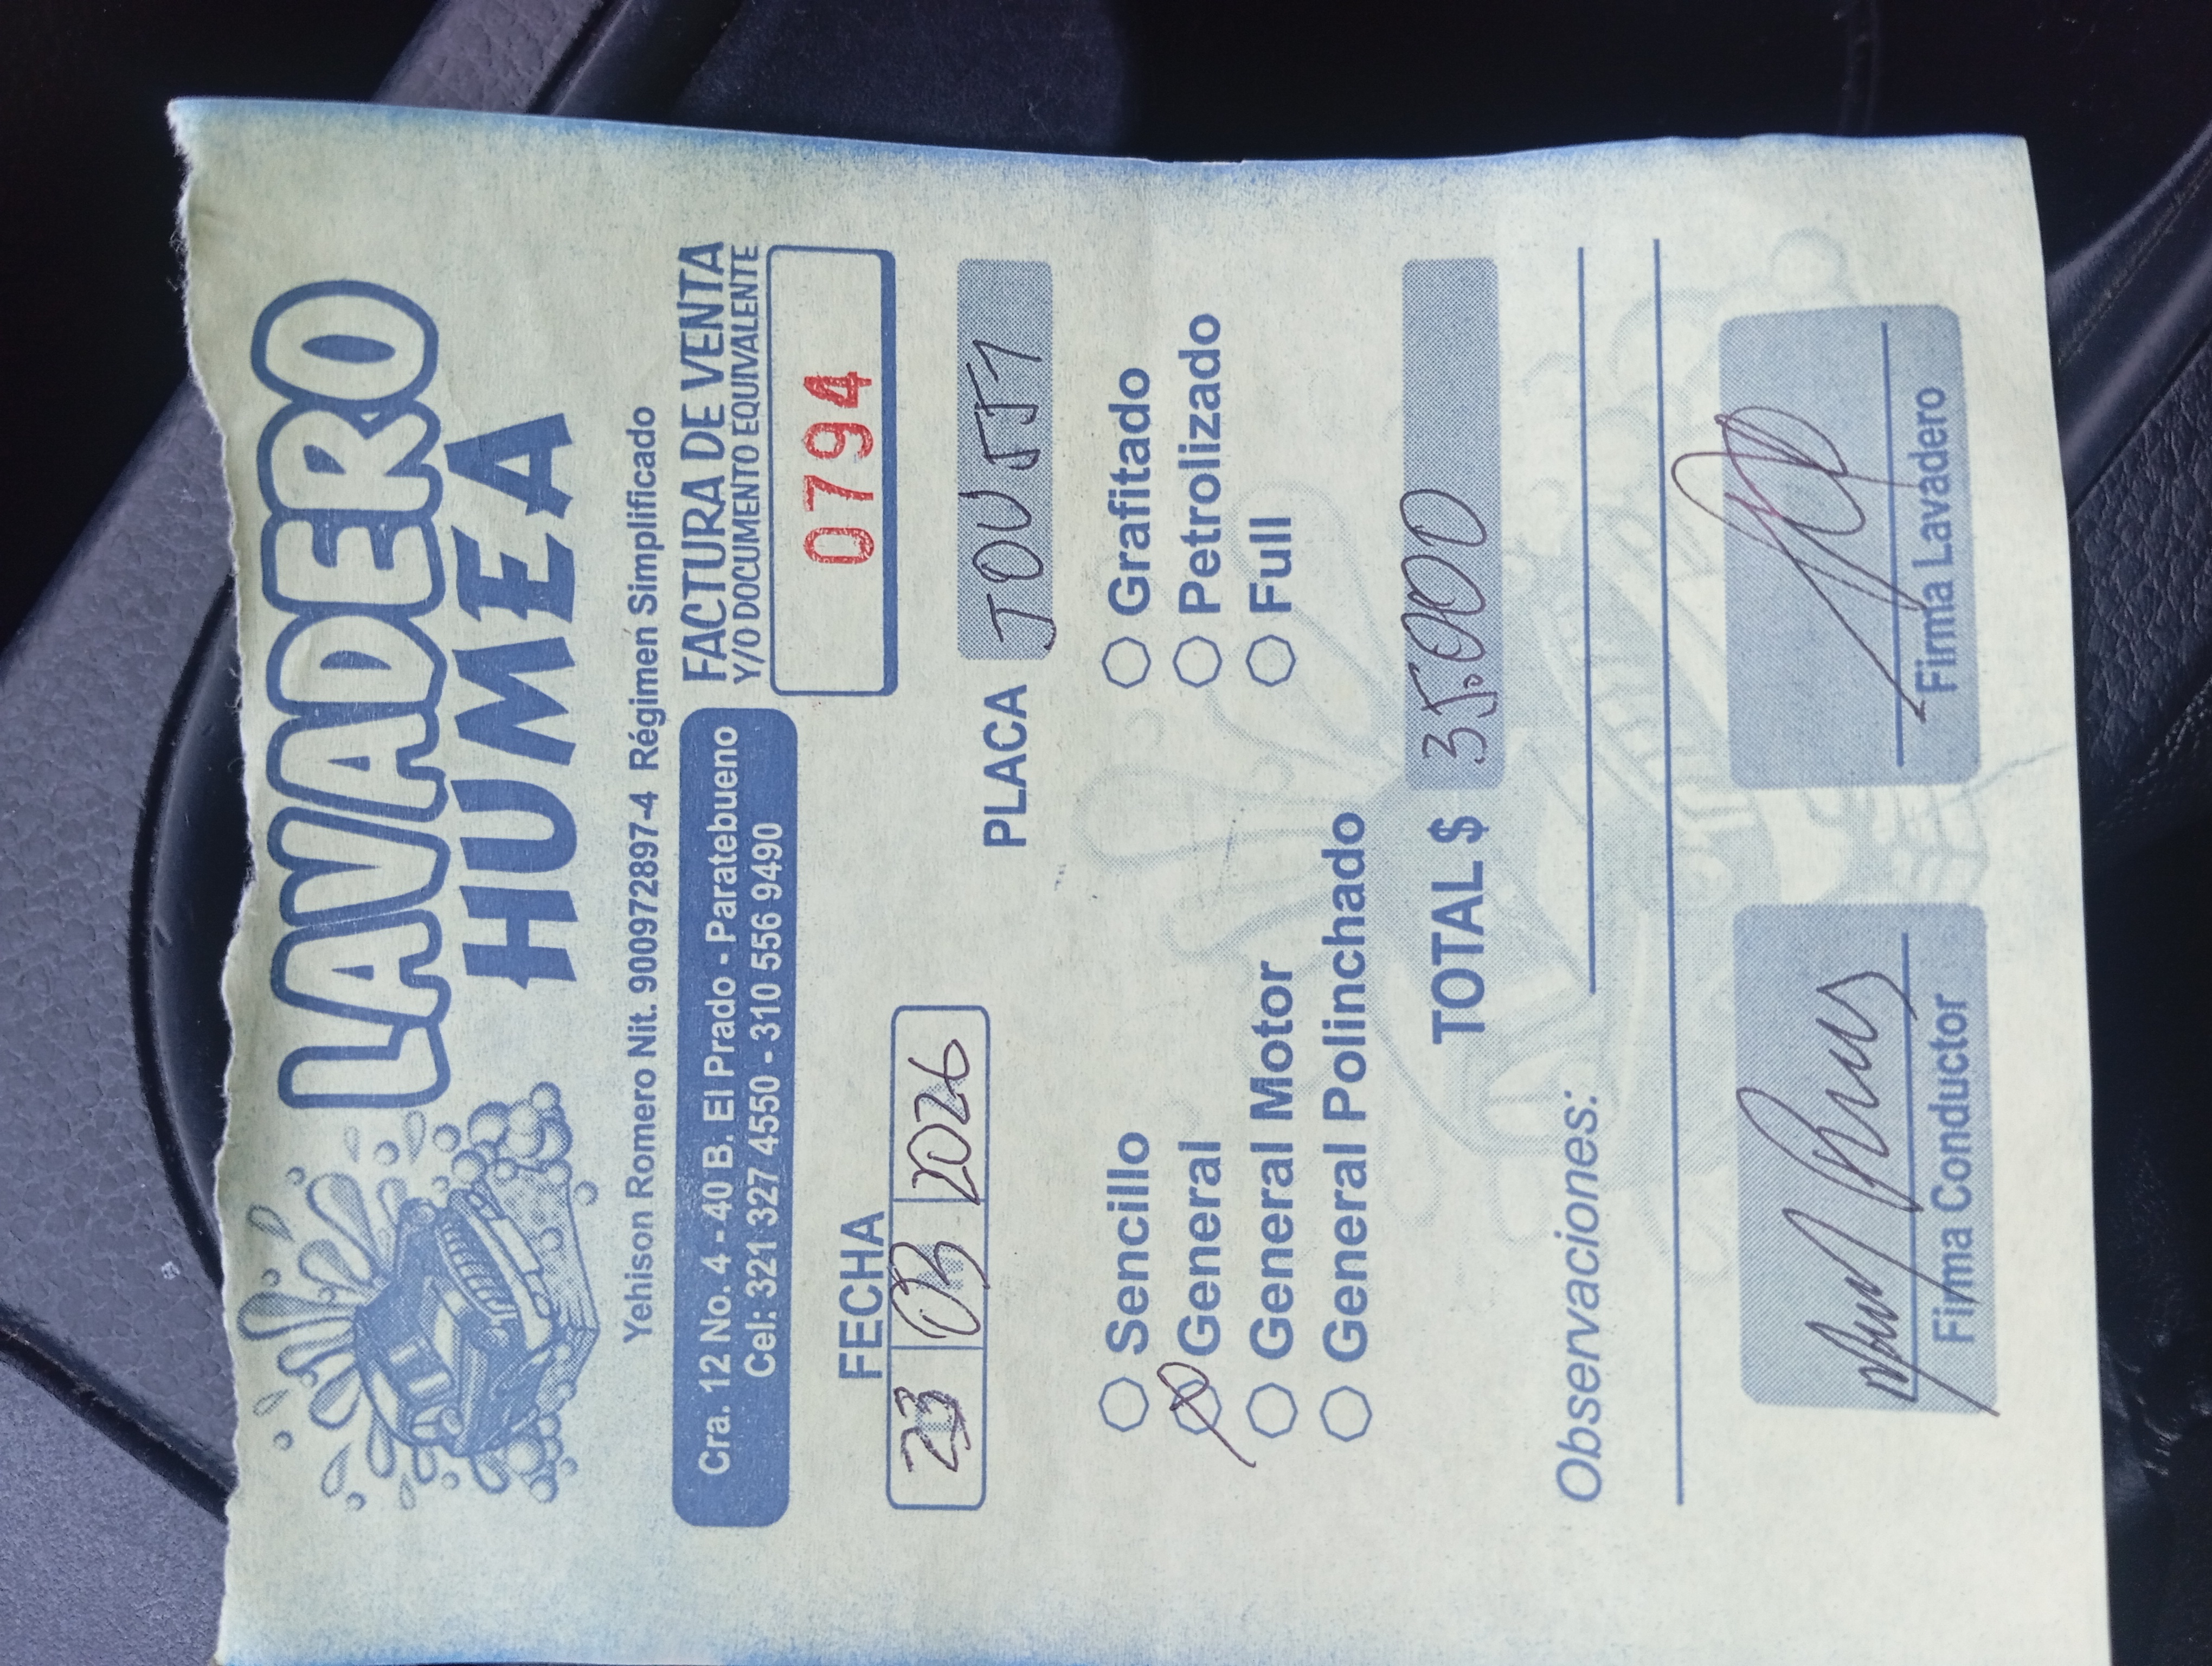 LAVADERO
HUMEA
Yehison Romero Nit. 900972897-4 Régimen Simplificado
Cra. 12 No. 4 - 40 B. El Prado - Paratebueno
Cel: 321 327 4550 - 310 556 9490
FACTURA DE VENTA
Y/O DOCUMENTO EQUIVALENTE
0794
FECHA
23 03 2026
PLACA JOU 551
Sencillo
General
General Motor
General Polinchado
Grafitado
Petrolizado
Full
TOTAL $ 35.000
Observaciones:
Firma Conductor
Firma Lavadero